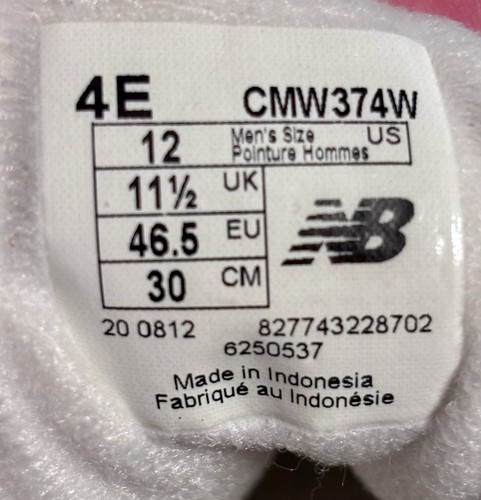 4E CMW374W
12 Men's Size US
Pointure Hommes
11½ UK
46.5 EU
30 CM
NB
20 0812 827743228702
6250537
Made in Indonesia
Fabriqué au Indonésie